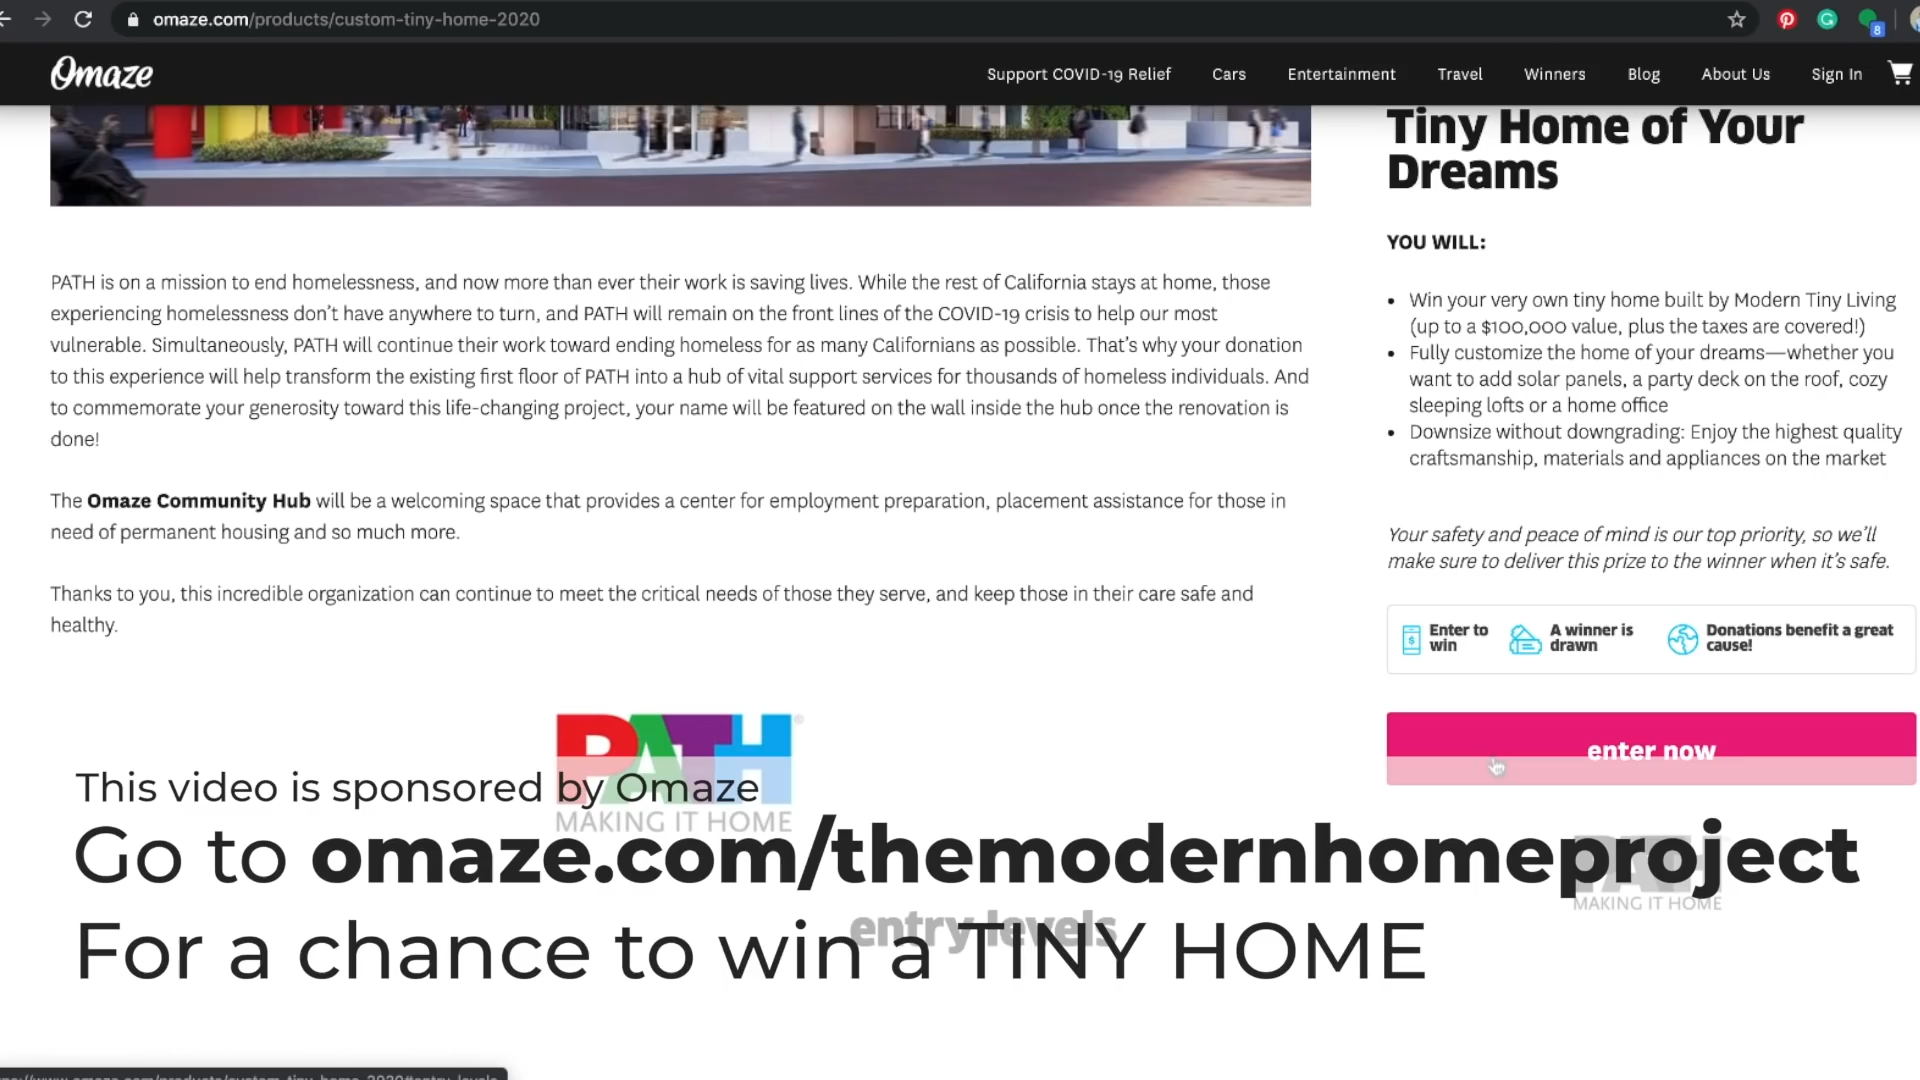 omaze.com/products/custom-tiny-home-2020
8
Omaze
Support COVID-19 Relief
Cars
Entertainment
Travel
Winners
Blog
About Us
Sign In
Tiny Home of Your
Dreams
YOU WILL:
PATH is on a mission to end homelessness, and now more than ever their work is saving lives. While the rest of California stays at home, those
experiencing homelessness don't have anywhere to turn, and PATH will remain on the front lines of the COVID-19 crisis to help our most
vulnerable. Simultaneously, PATH will continue their work toward ending homeless for as many Californians as possible. That's why your donation
to this experience will help transform the existing first floor of PATH into a hub of vital support services for thousands of homeless individuals. And
to commemorate your generosity toward this life-changing project, your name will be featured on the wall inside the hub once the renovation is
done!
The Omaze Community Hub will be a welcoming space that provides a center for employment preparation, placement assistance for those in
need of permanent housing and so much more.
Thanks to you, this incredible organization can continue to meet the critical needs of those they serve, and keep those in their care safe and
healthy.
• Win your very own tiny home built by Modern Tiny Living
(up to a $100,000 value, plus the taxes are covered!)
• Fully customize the home of your dreams—whether you
want to add solar panels, a party deck on the roof, cozy
sleeping lofts or a home office
• Downsize without downgrading: Enjoy the highest quality
craftsmanship, materials and appliances on the market
Your safety and peace of mind is our top priority, so we'll
make sure to deliver this prize to the winner when it's safe.
Enter to
win
A winner is
drawn
Donations benefit a great
cause!
enter now
PATH
MAKING IT HOME
This video is sponsored by Omaze
Go to omaze.com/themodernhomeproject
For a chance to win a TINY HOME
entry levels
PATH
MAKING IT HOME